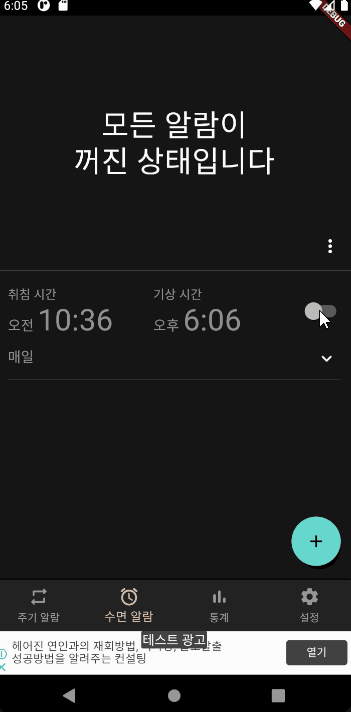 6:05
DEBUG
모든 알람이
꺼진 상태입니다
취침 시간
기상 시간
오전 10:36
오후 6:06
매일
주기 알람
수면 알람
통계
설정
테스트 광고
헤어진 연인과의 재회방법,
성공방법을 알려주는 컨설팅
열기